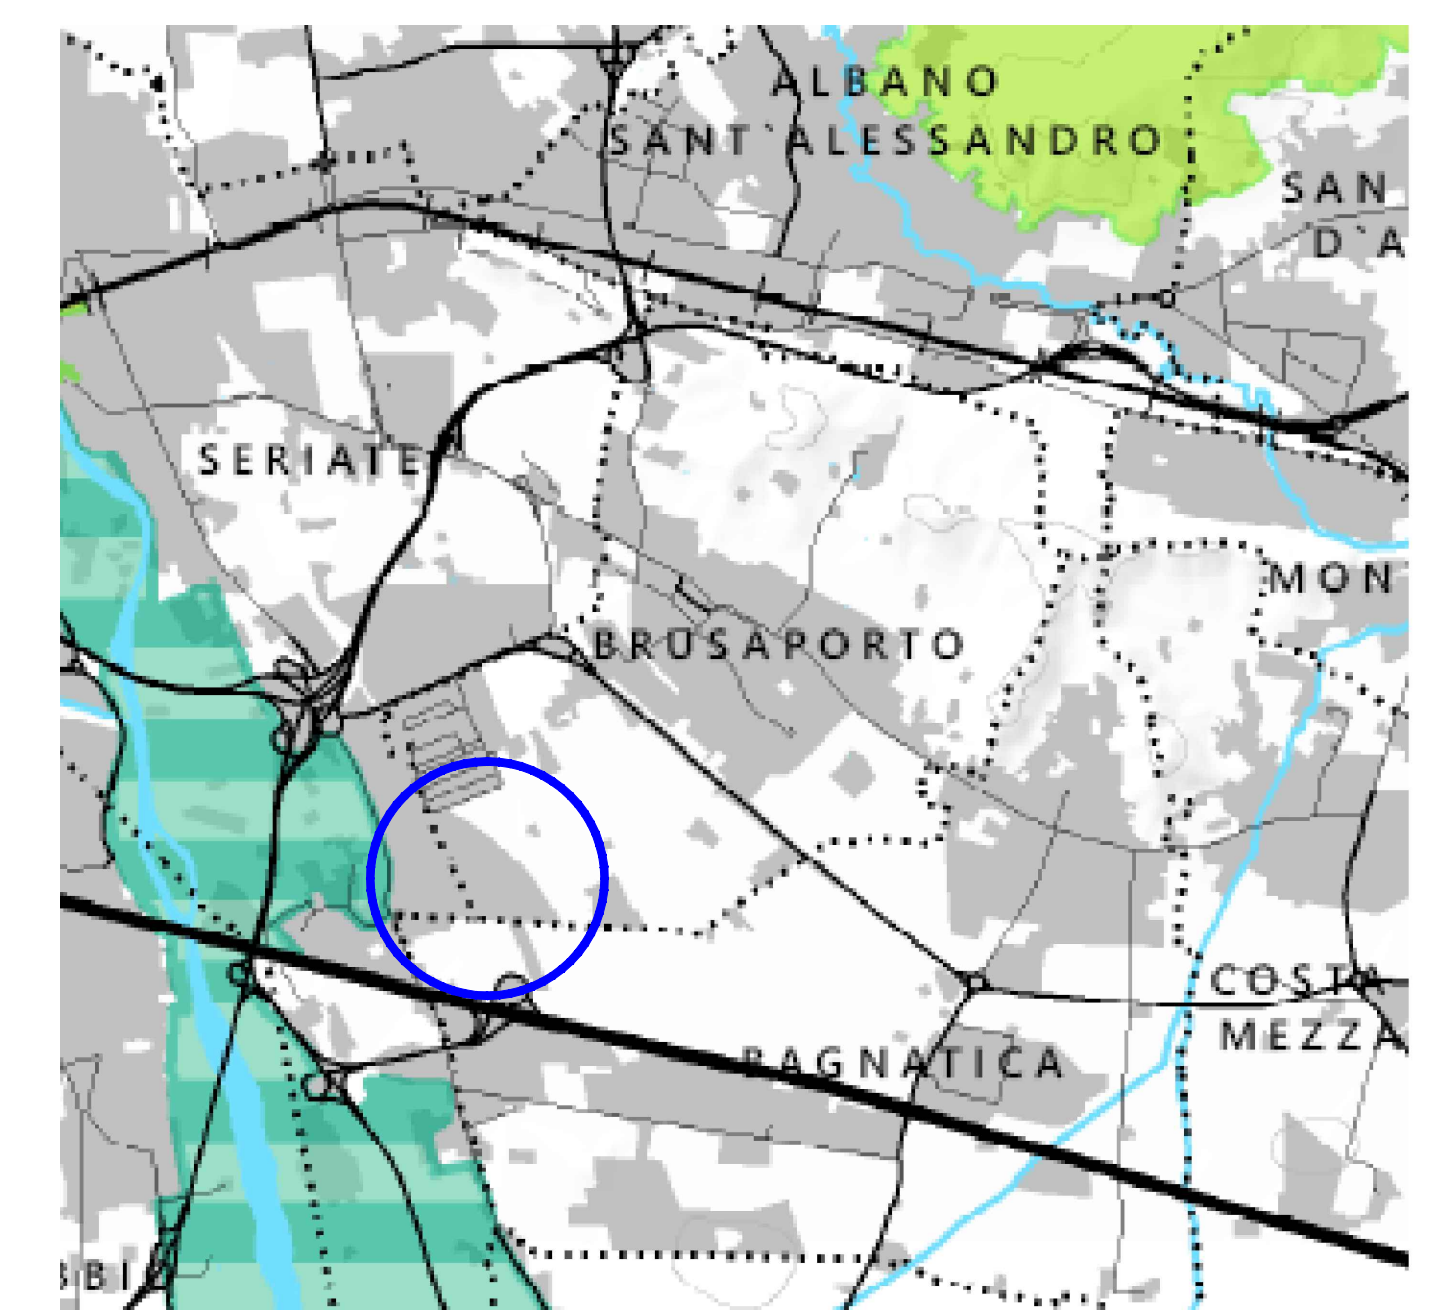 ALBANO
SANT`ALESSANDRO
SAN
D`A
SERIATE
MON
BRUSAPORTO
COSTA
MEZZA
BAGNATICA